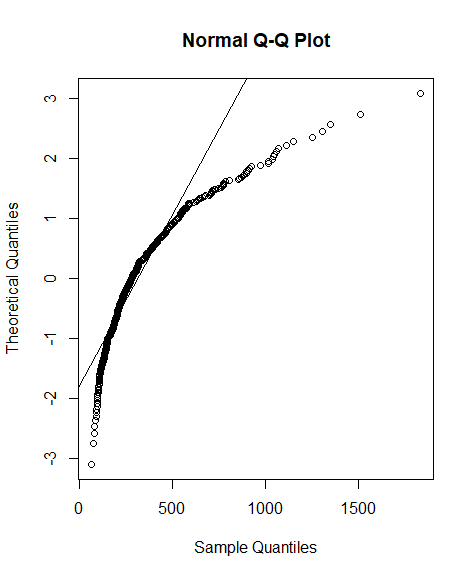 Normal Q-Q Plot
3
2
1
0
-1
-2
-3
Theoretical Quantiles
0 500 1000 1500
Sample Quantiles